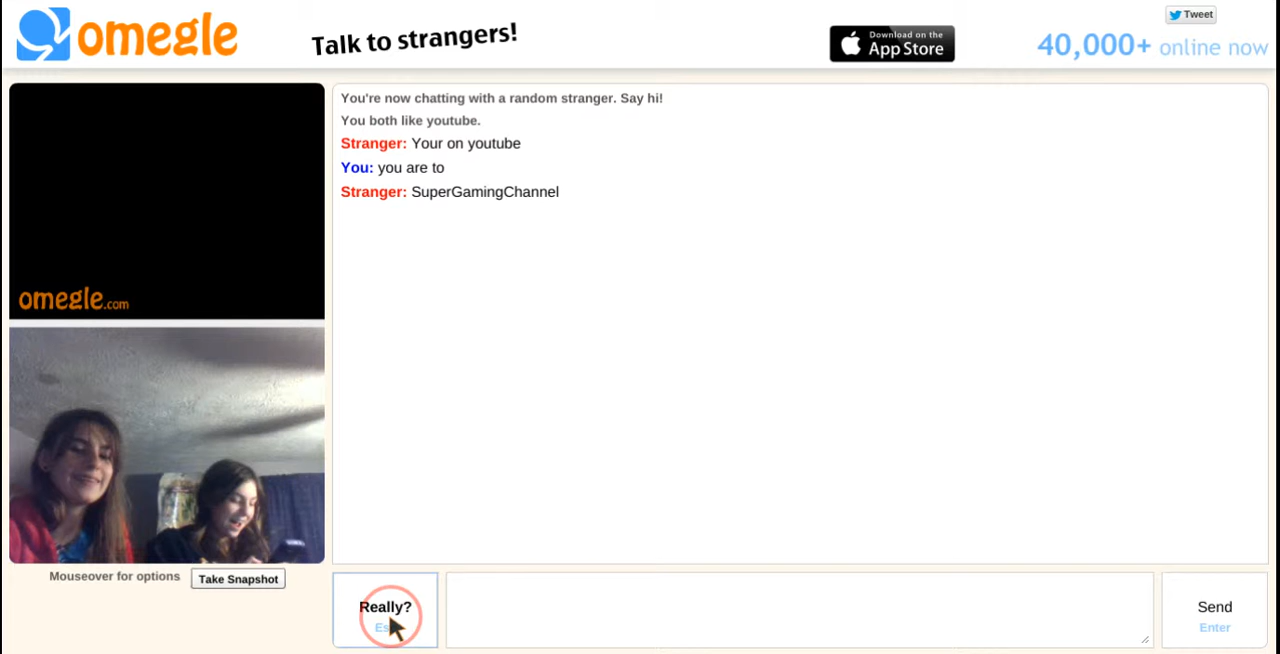 omegle
Talk to strangers!
Download on the
App Store
Tweet
40,000+ online now
You're now chatting with a random stranger. Say hi!
You both like youtube.
Stranger: Your on youtube
You: you are to
Stranger: SuperGamingChannel
omegle.com
Mouseover for options
Take Snapshot
Really?
Send
Enter